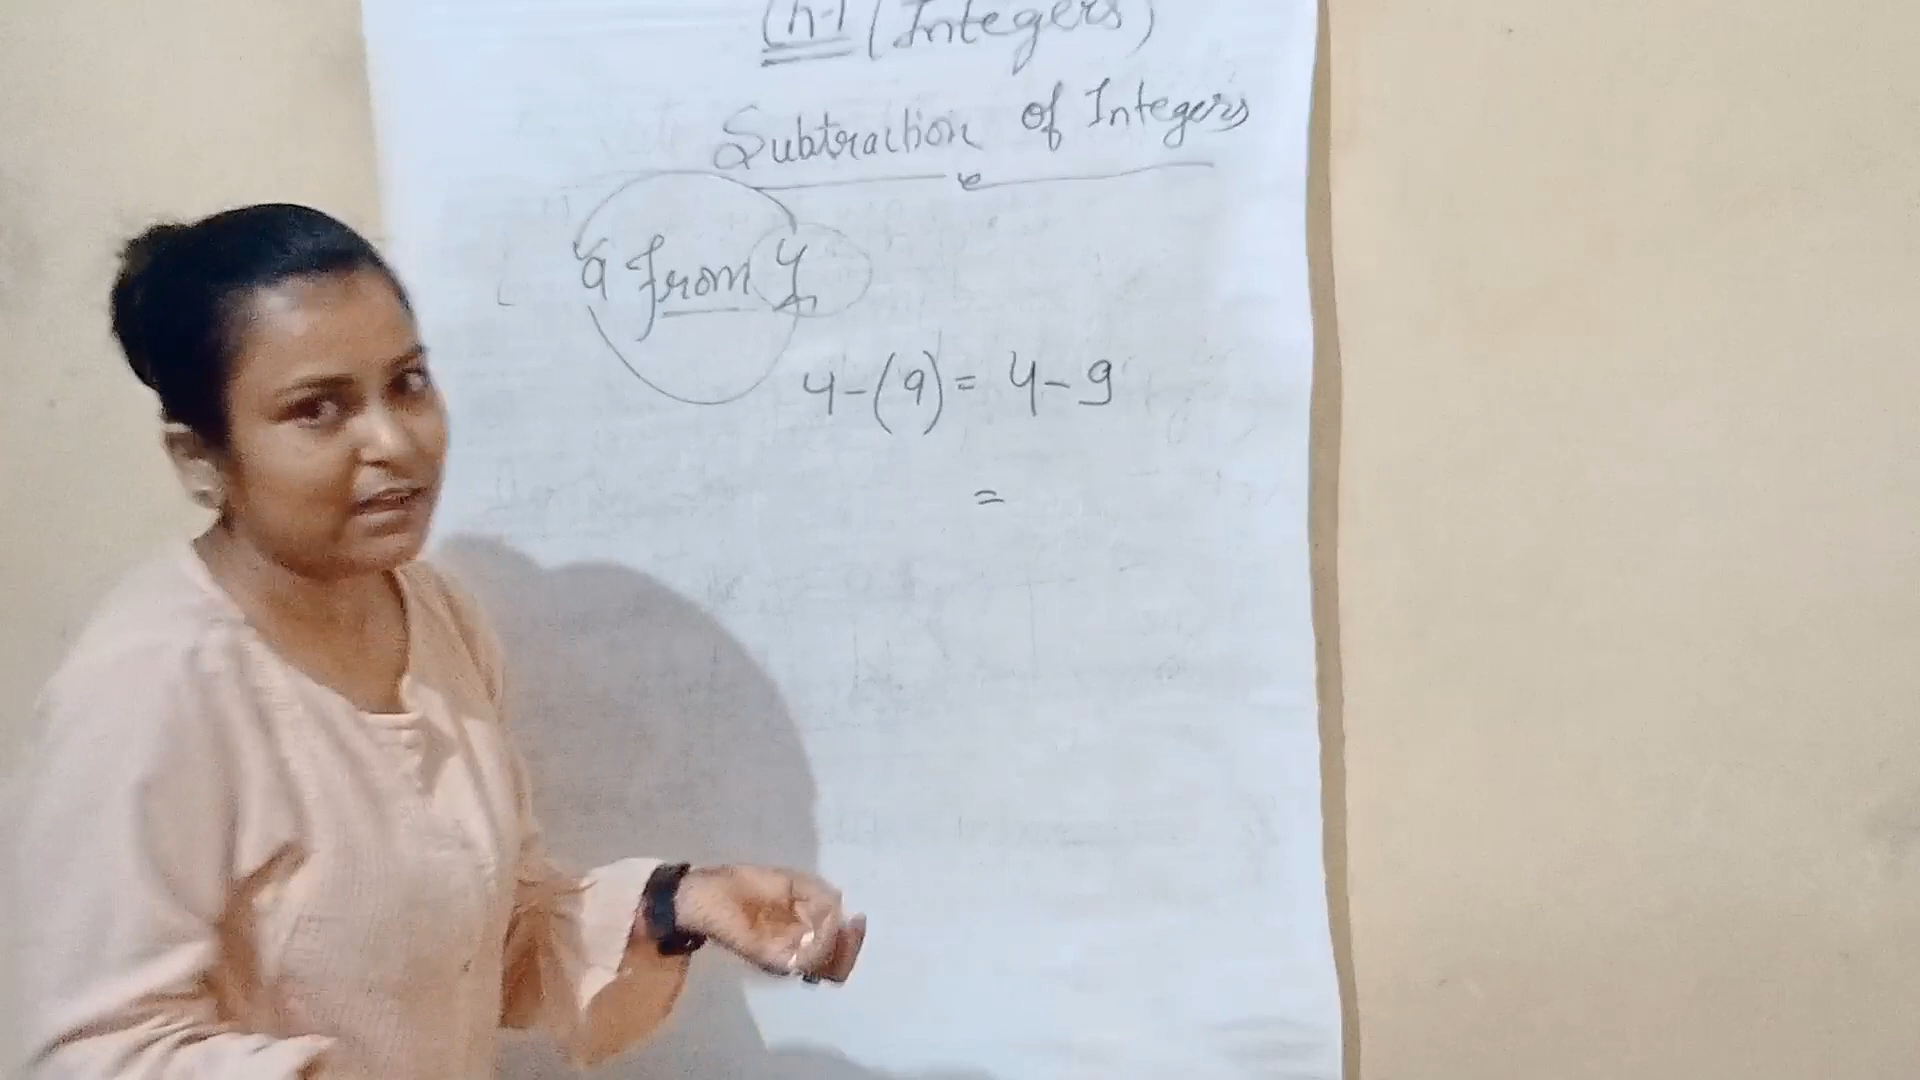 Ch-1 (Integers)
Subtraction of Integers
9 from 4
4-(9) = 4-9
=